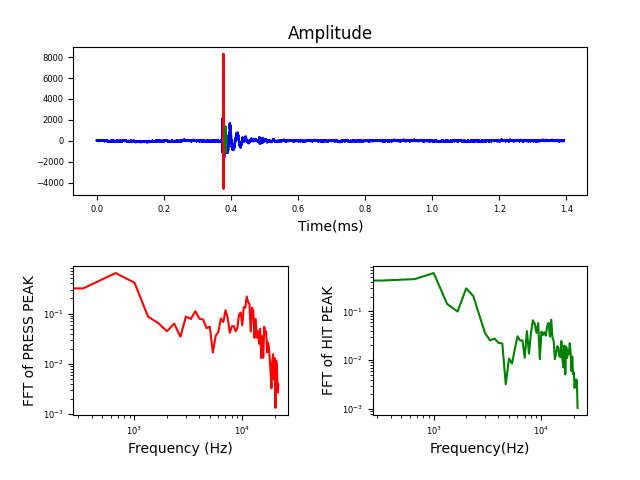 Amplitude
8000
6000
4000
2000
0
−2000
−4000
0.0 0.2 0.4 0.6 0.8 1.0 1.2 1.4
Time(ms)
FFT of PRESS PEAK
10⁻¹
10⁻²
10⁻³
10³ 10⁴
Frequency (Hz)
FFT of HIT PEAK
10⁻¹
10⁻²
10⁻³
10³ 10⁴
Frequency(Hz)